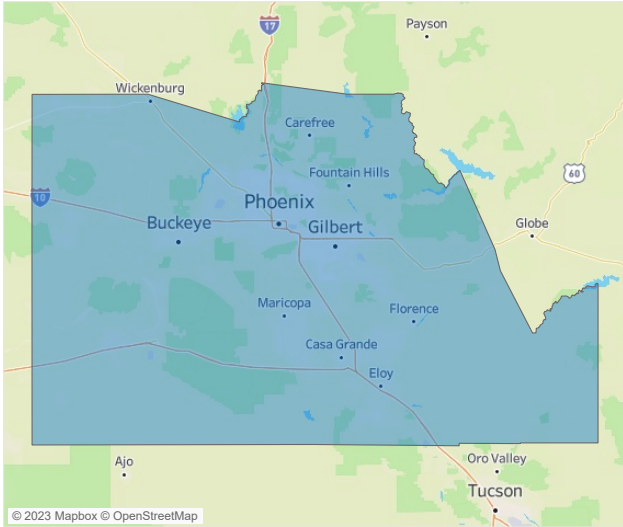 17
Payson
Wickenburg
Carefree
Fountain Hills
60
10
Phoenix
Buckeye
Gilbert
Globe
Maricopa
Florence
Casa Grande
Eloy
Ajo
Oro Valley
Tucson
© 2023 Mapbox © OpenStreetMap